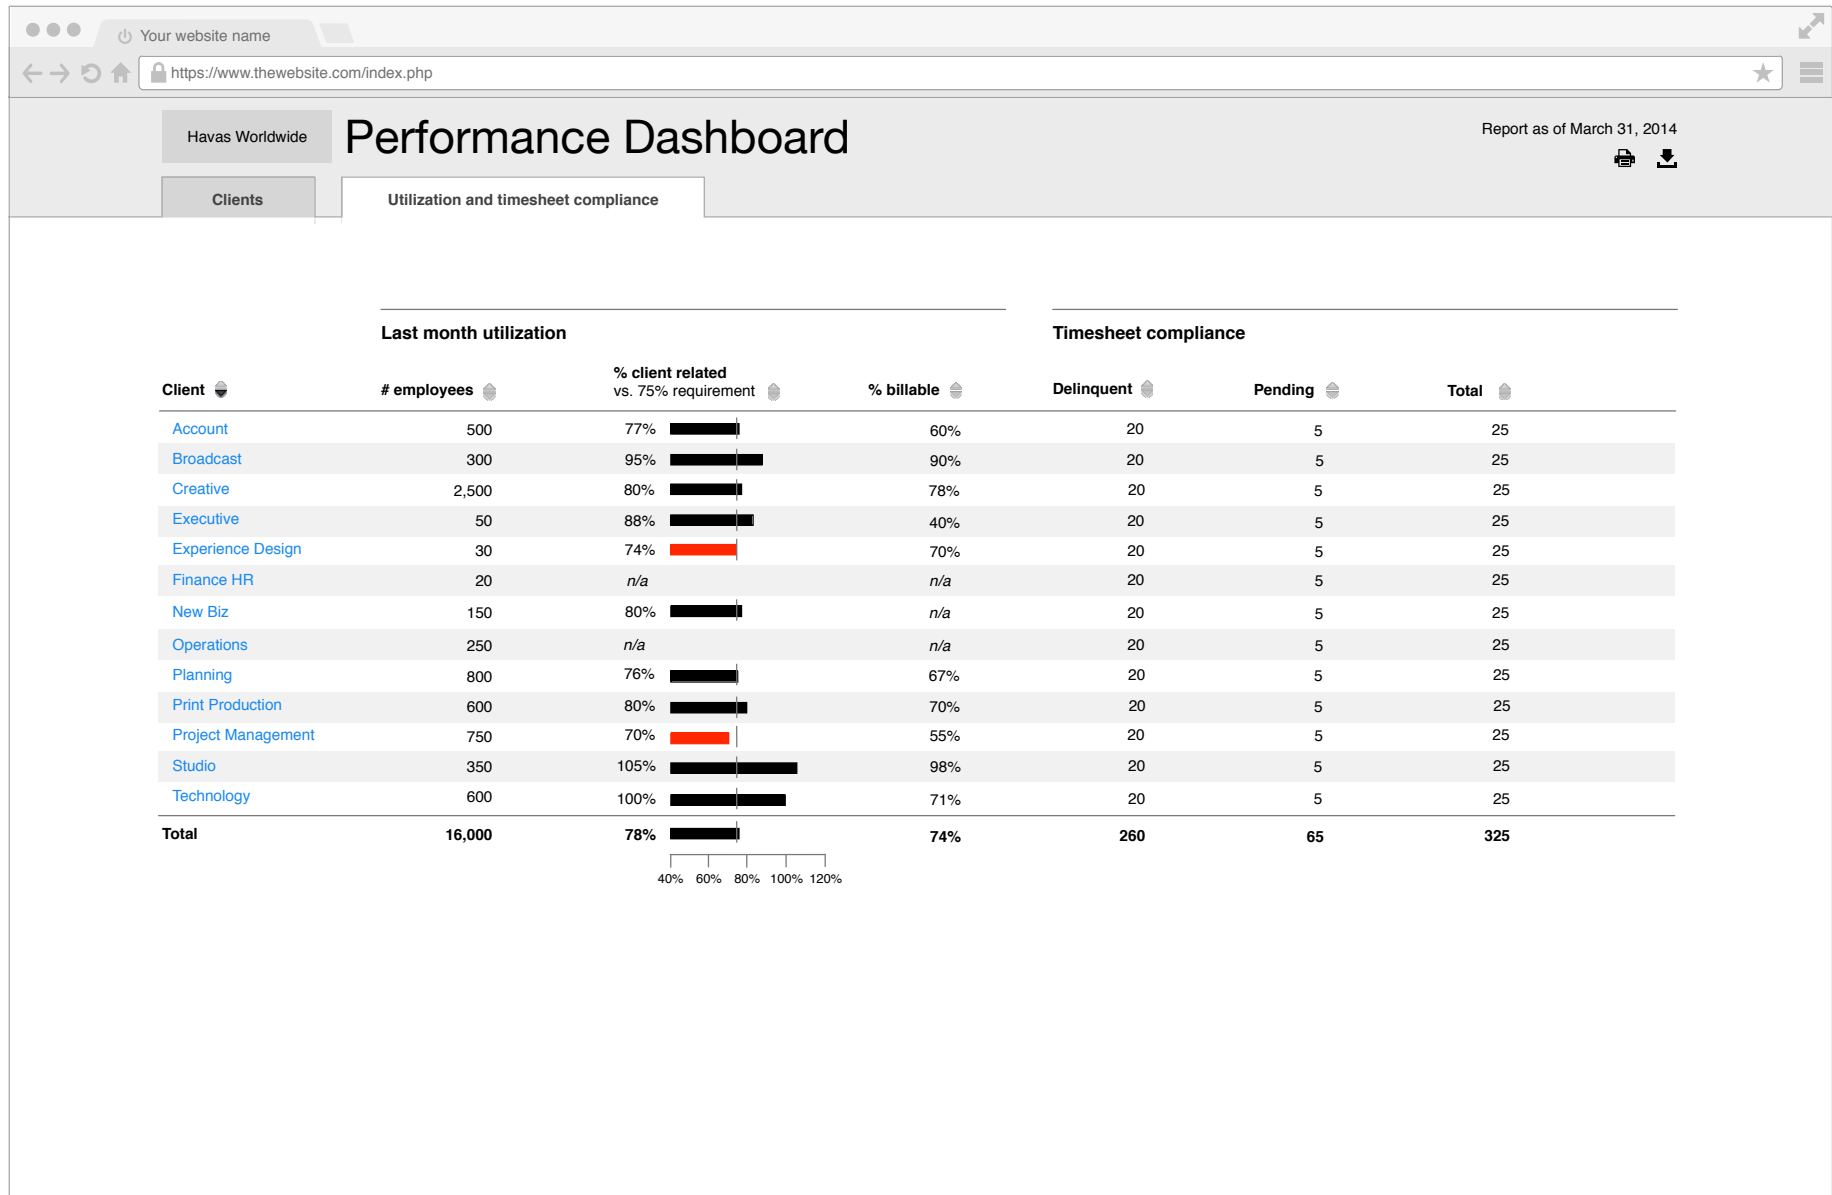 Your website name
https://www.thewebsite.com/index.php
Havas Worldwide
Performance Dashboard
Report as of March 31, 2014
Clients
Utilization and timesheet compliance
Last month utilization
Timesheet compliance
Client # employees % client related vs. 75% requirement % billable Delinquent Pending Total
Account 500 77% 60% 20 5 25
Broadcast 300 95% 90% 20 5 25
Creative 2,500 80% 78% 20 5 25
Executive 50 88% 40% 20 5 25
Experience Design 30 74% 70% 20 5 25
Finance HR 20 n/a n/a 20 5 25
New Biz 150 80% n/a 20 5 25
Operations 250 n/a n/a 20 5 25
Planning 800 76% 67% 20 5 25
Print Production 600 80% 70% 20 5 25
Project Management 750 70% 55% 20 5 25
Studio 350 105% 98% 20 5 25
Technology 600 100% 71% 20 5 25
Total 16,000 78% 74% 260 65 325
40% 60% 80% 100% 120%